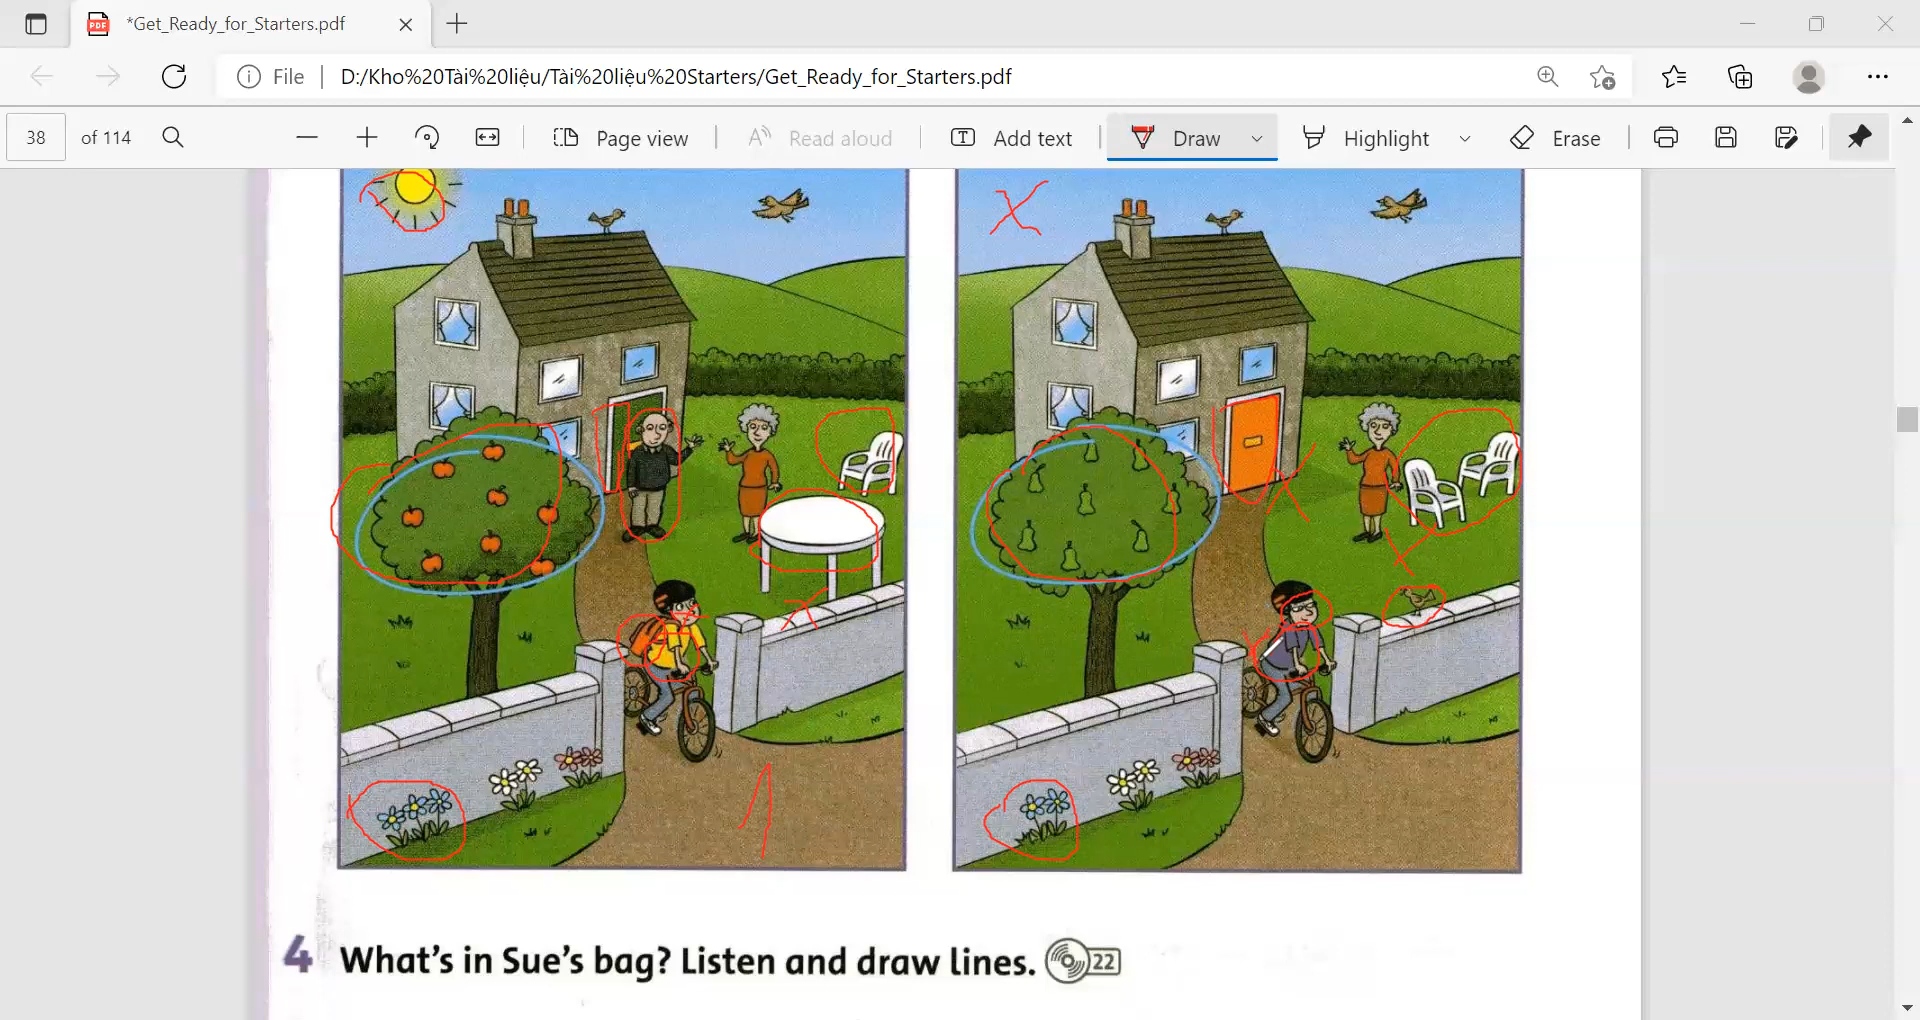 PDF *Get_Ready_for_Starters.pdf
File D:/Kho%20Tài%20liệu/Tài%20liệu%20Starters/Get_Ready_for_Starters.pdf
38 of 114 Page view Read aloud Add text Draw Highlight Erase
4 What's in Sue's bag? Listen and draw lines. 22